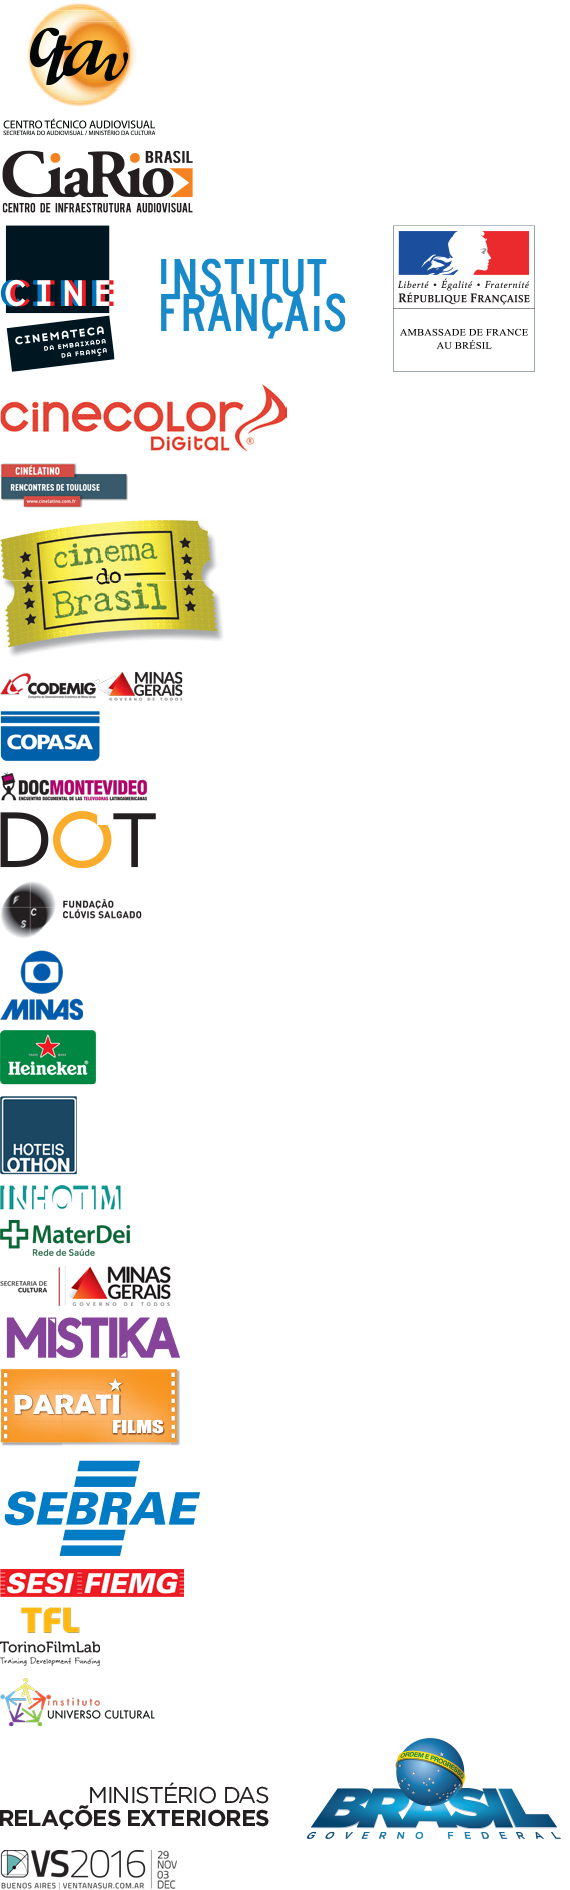 ctav
CENTRO TÉCNICO AUDIOVISUAL
SECRETARIA DO AUDIOVISUAL / MINISTÉRIO DA CULTURA
BRASIL
CiaRio
CENTRO DE INFRAESTRUTURA AUDIOVISUAL
CINE
CINEMATECA
DA EMBAIXADA
DA FRANÇA
INSTITUT
FRANÇAIS
Liberté • Égalité • Fraternité
RÉPUBLIQUE FRANÇAISE
AMBASSADE DE FRANCE
AU BRÉSIL
cinecolor
DiGital ®
CINÉLATINO
RENCONTRES DE TOULOUSE
www.cinelatino.com.fr
cinema
do
Brasil
CODEMIG
MINAS
GERAIS
GOVERNO DE TODOS
COPASA
DOCMONTEVIDEO
ENCUENTRO DOCUMENTAL DE LAS TELEVISORAS LATINOAMERICANAS
DOT
F
C
S
FUNDAÇÃO
CLÓVIS SALGADO
MINAS
Heineken®
HOTEIS
OTHON
INHOTIM
MaterDei
Rede de Saúde
SECRETARIA DE
CULTURA
MINAS
GERAIS
GOVERNO DE TODOS
MISTIKA
PARATI
FILMS
SEBRAE
SESI FIEMG
TFL
TorinoFilmLab
Training Development Funding
instituto
UNIVERSO CULTURAL
MINISTÉRIO DAS
RELAÇÕES EXTERIORES
ORDEM E PROGRESSO
BRASIL
GOVERNO FEDERAL
VS2016
BUENOS AIRES | VENTANASUR.COM.AR
29
NOV
03
DEC